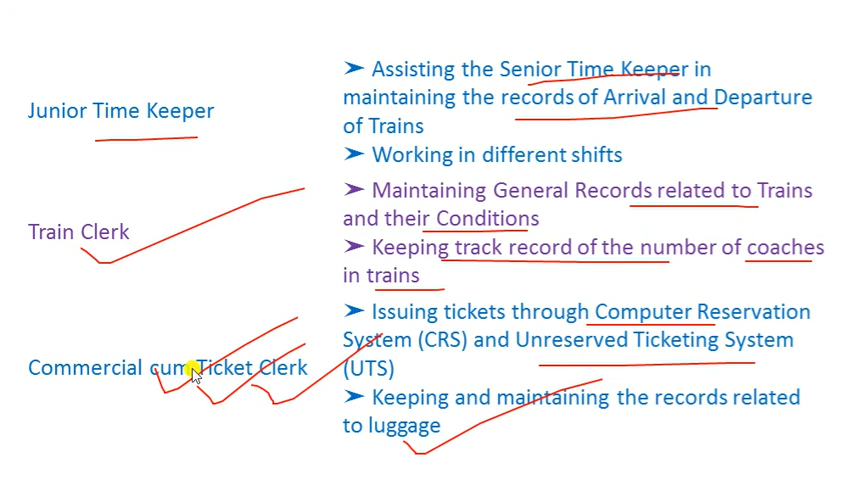 Junior Time Keeper
➤ Assisting the Senior Time Keeper in
maintaining the records of Arrival and Departure
of Trains
➤ Working in different shifts
Train Clerk
➤ Maintaining General Records related to Trains
and their Conditions
➤ Keeping track record of the number of coaches
in trains
Commercial cum Ticket Clerk
➤ Issuing tickets through Computer Reservation
System (CRS) and Unreserved Ticketing System
(UTS)
➤ Keeping and maintaining the records related
to luggage